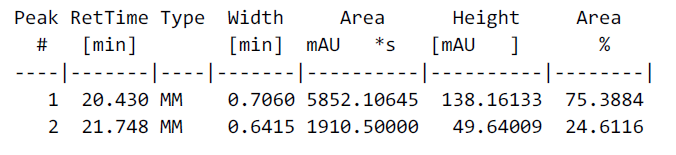 Peak RetTime Type  Width     Area      Height     Area
  #   [min]        [min]  mAU   *s   [mAU   ]      %
----|-------|----|-------|----------|----------|--------|
   1  20.430 MM    0.7060 5852.10645  138.16133  75.3884
   2  21.748 MM    0.6415 1910.50000   49.64009  24.6116